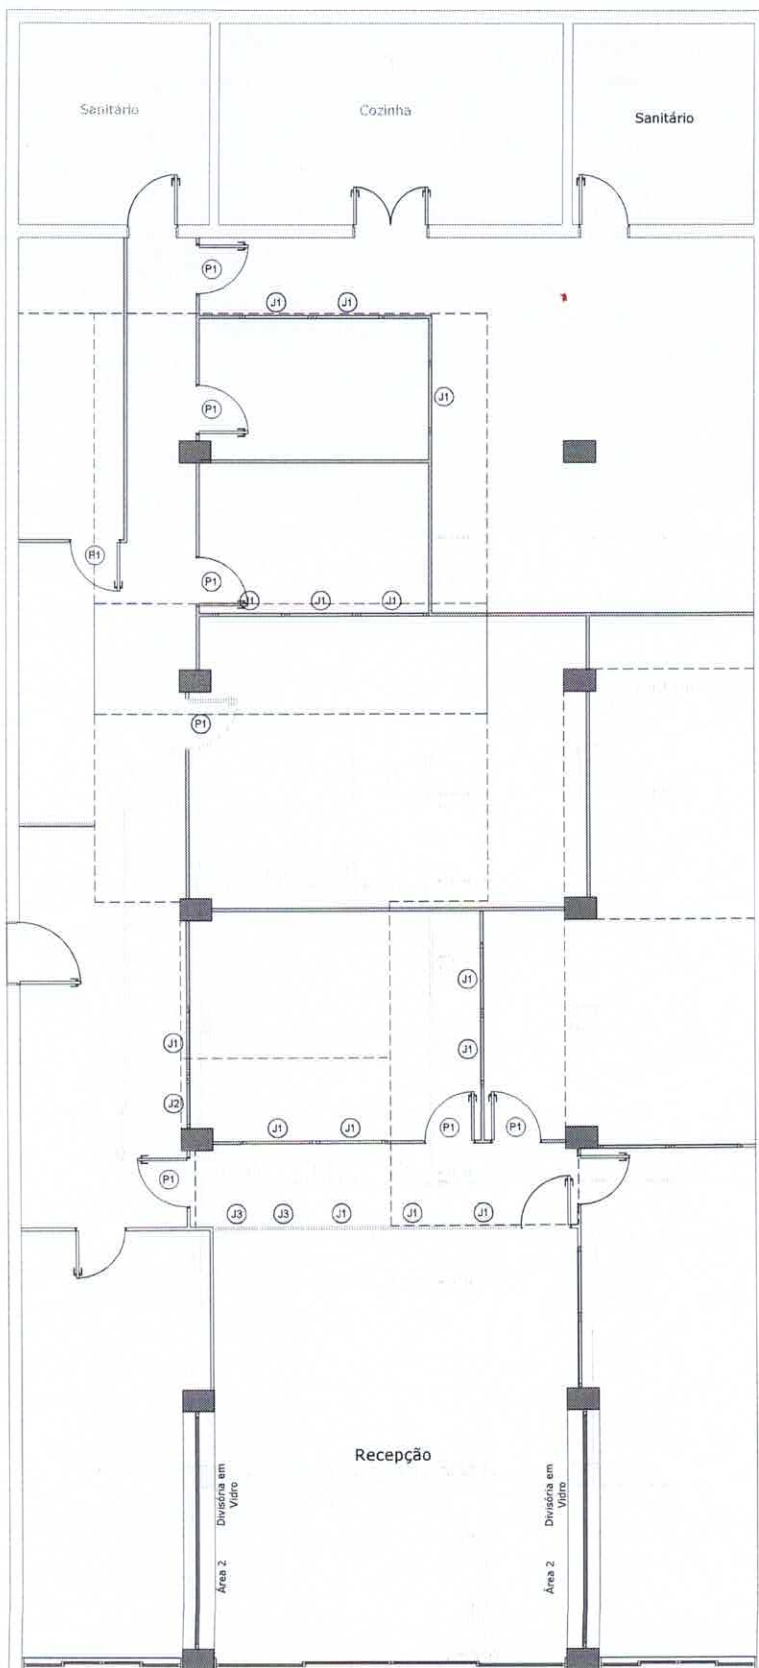 Sanitário
Cozinha
Sanitário
P1
J1
J1
J1
P1
P1
P1
J1
J1
J1
P1
J1
J1
J1
J2
J1
J1
P1
P1
P1
J3
J3
J1
J1
J1
Recepção
Divisória em
Vidro
Área 2
Divisória em
Vidro
Área 2